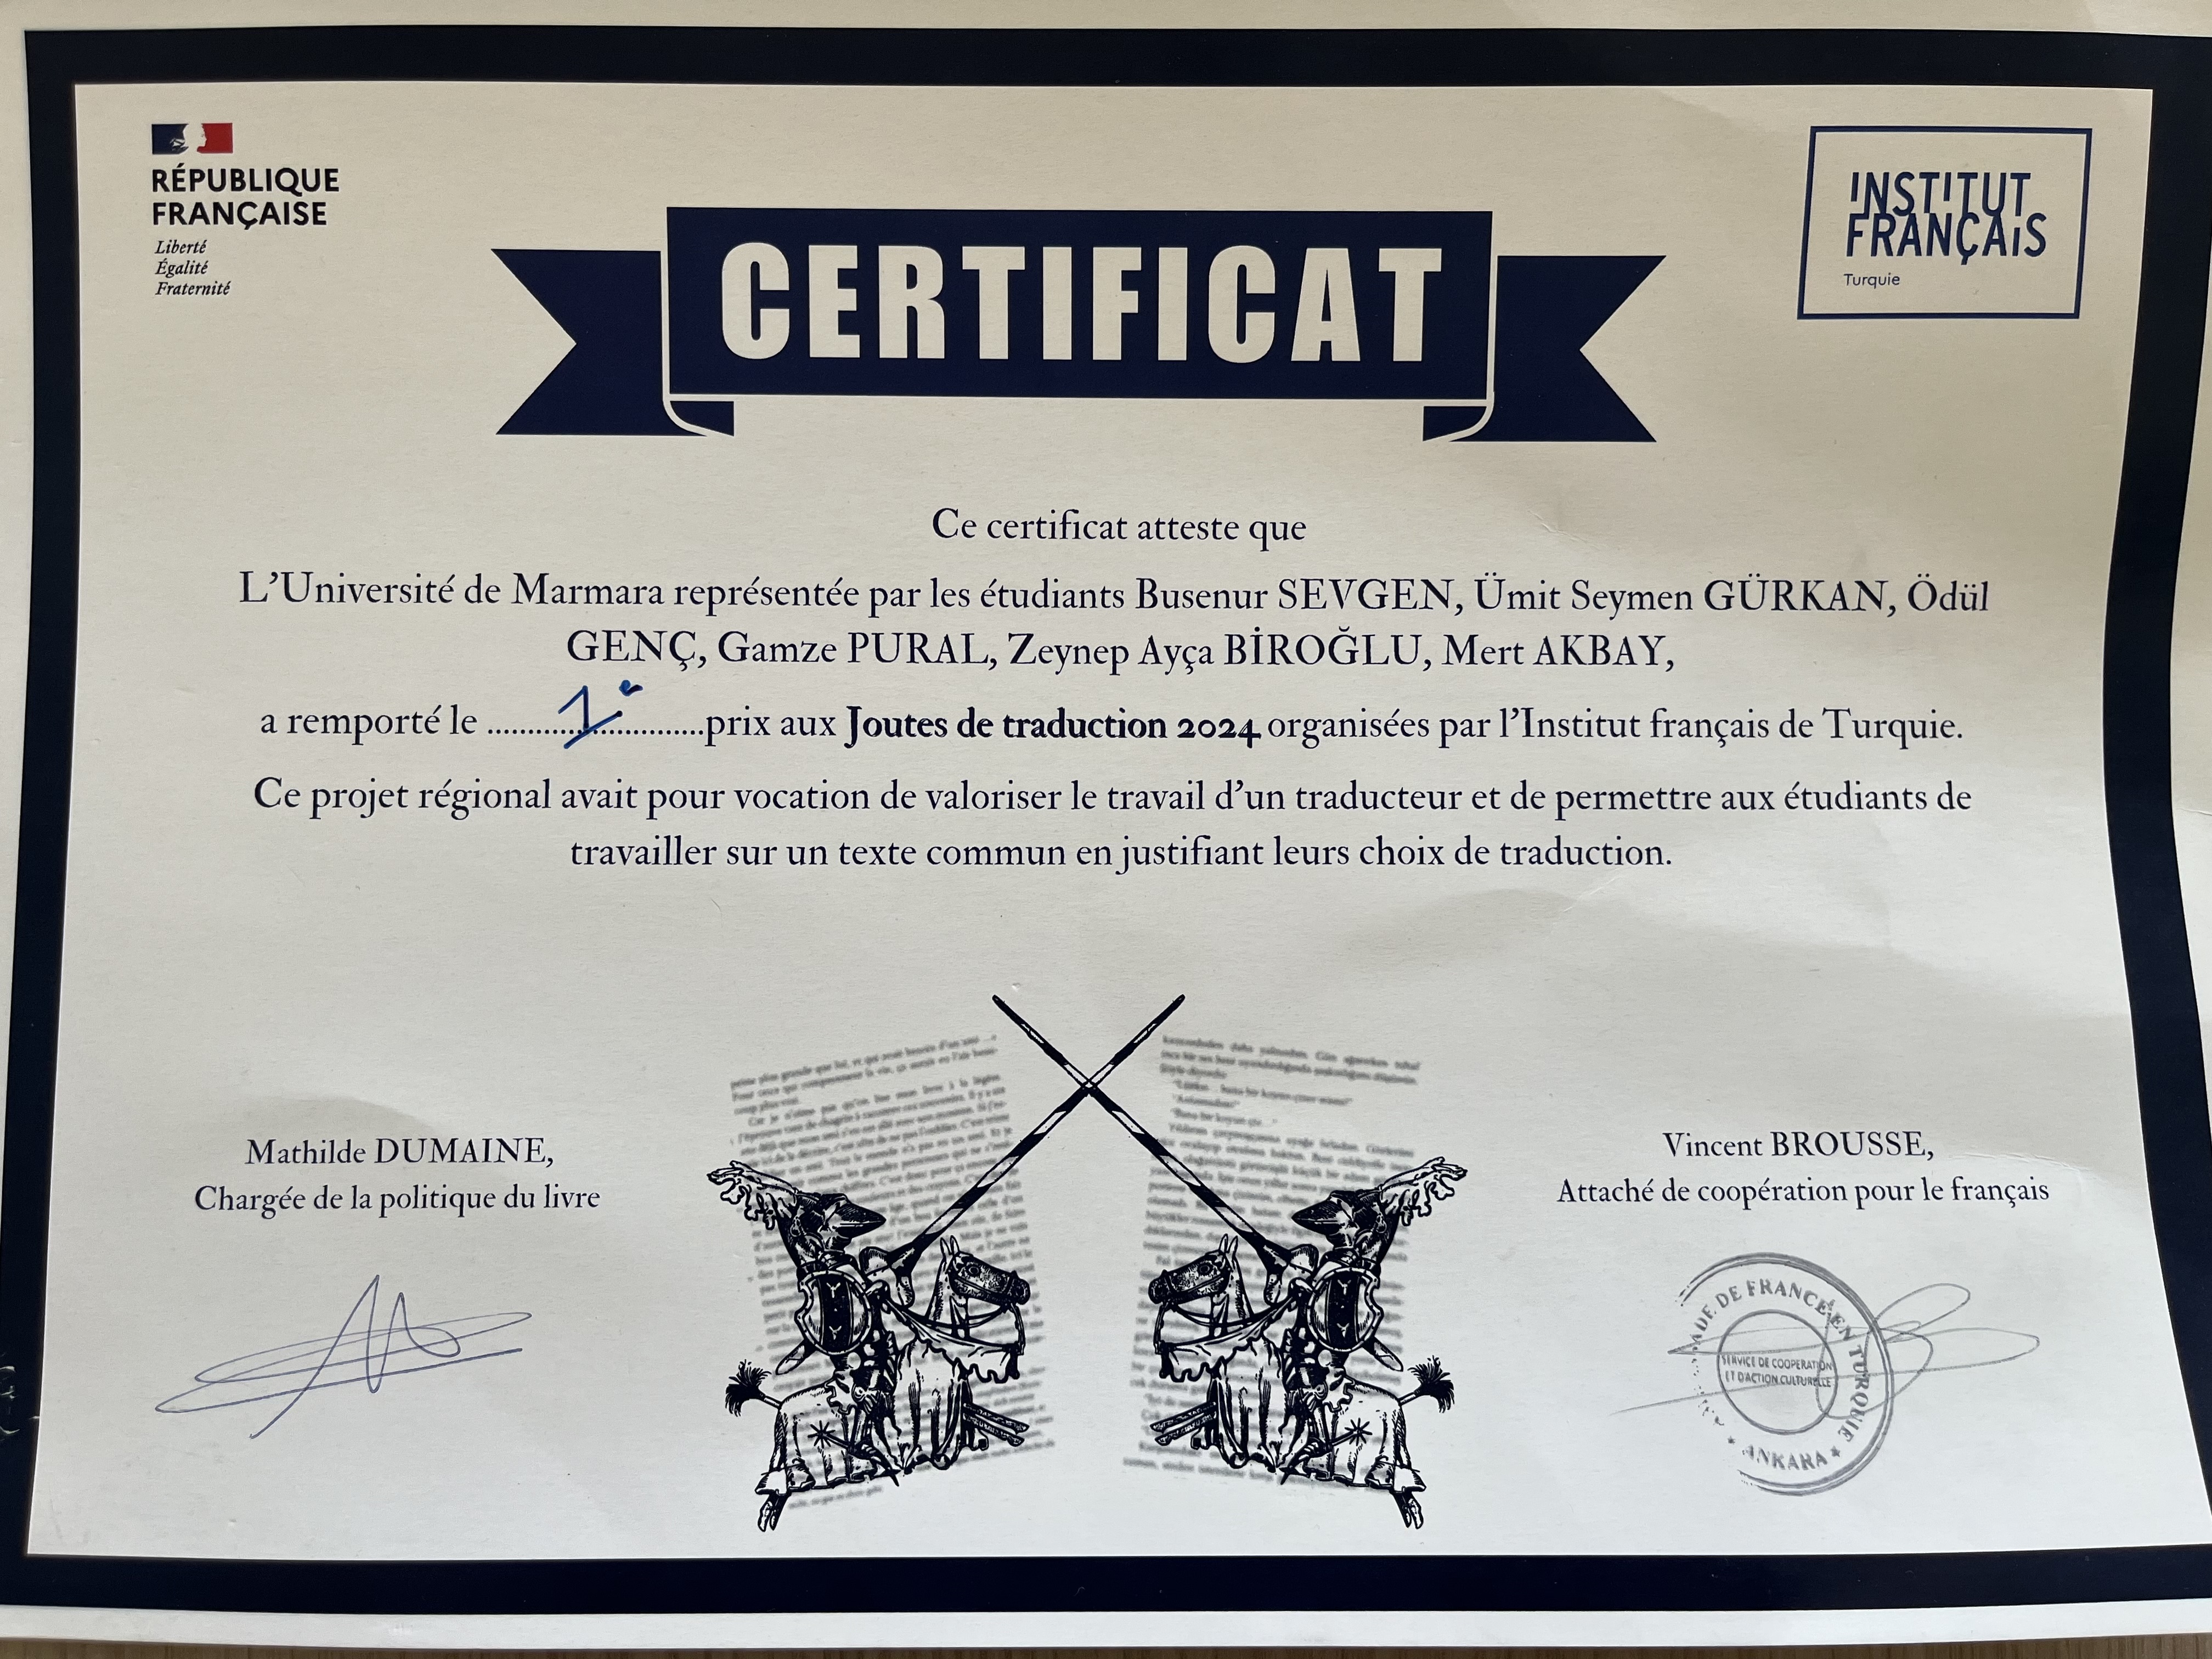 RÉPUBLIQUE
FRANÇAISE
Liberté
Égalité
Fraternité
INSTITUT
FRANÇAIS
Turquie
CERTIFICAT
Ce certificat atteste que
L'Université de Marmara représentée par les étudiants Busenur SEVGEN, Ümit Seymen GÜRKAN, Ödül
GENÇ, Gamze PURAL, Zeynep Ayça BİROĞLU, Mert AKBAY,
a remporté le ......1e......prix aux Joutes de traduction 2024 organisées par l'Institut français de Turquie.
Ce projet régional avait pour vocation de valoriser le travail d'un traducteur et de permettre aux étudiants de
travailler sur un texte commun en justifiant leurs choix de traduction.
Mathilde DUMAINE,
Chargée de la politique du livre
Vincent BROUSSE,
Attaché de coopération pour le français
ADE DE FRANCE EN TURQUIE
SERVICE DE COOPERATION
ET D'ACTION CULTURELLE
* ANKARA *